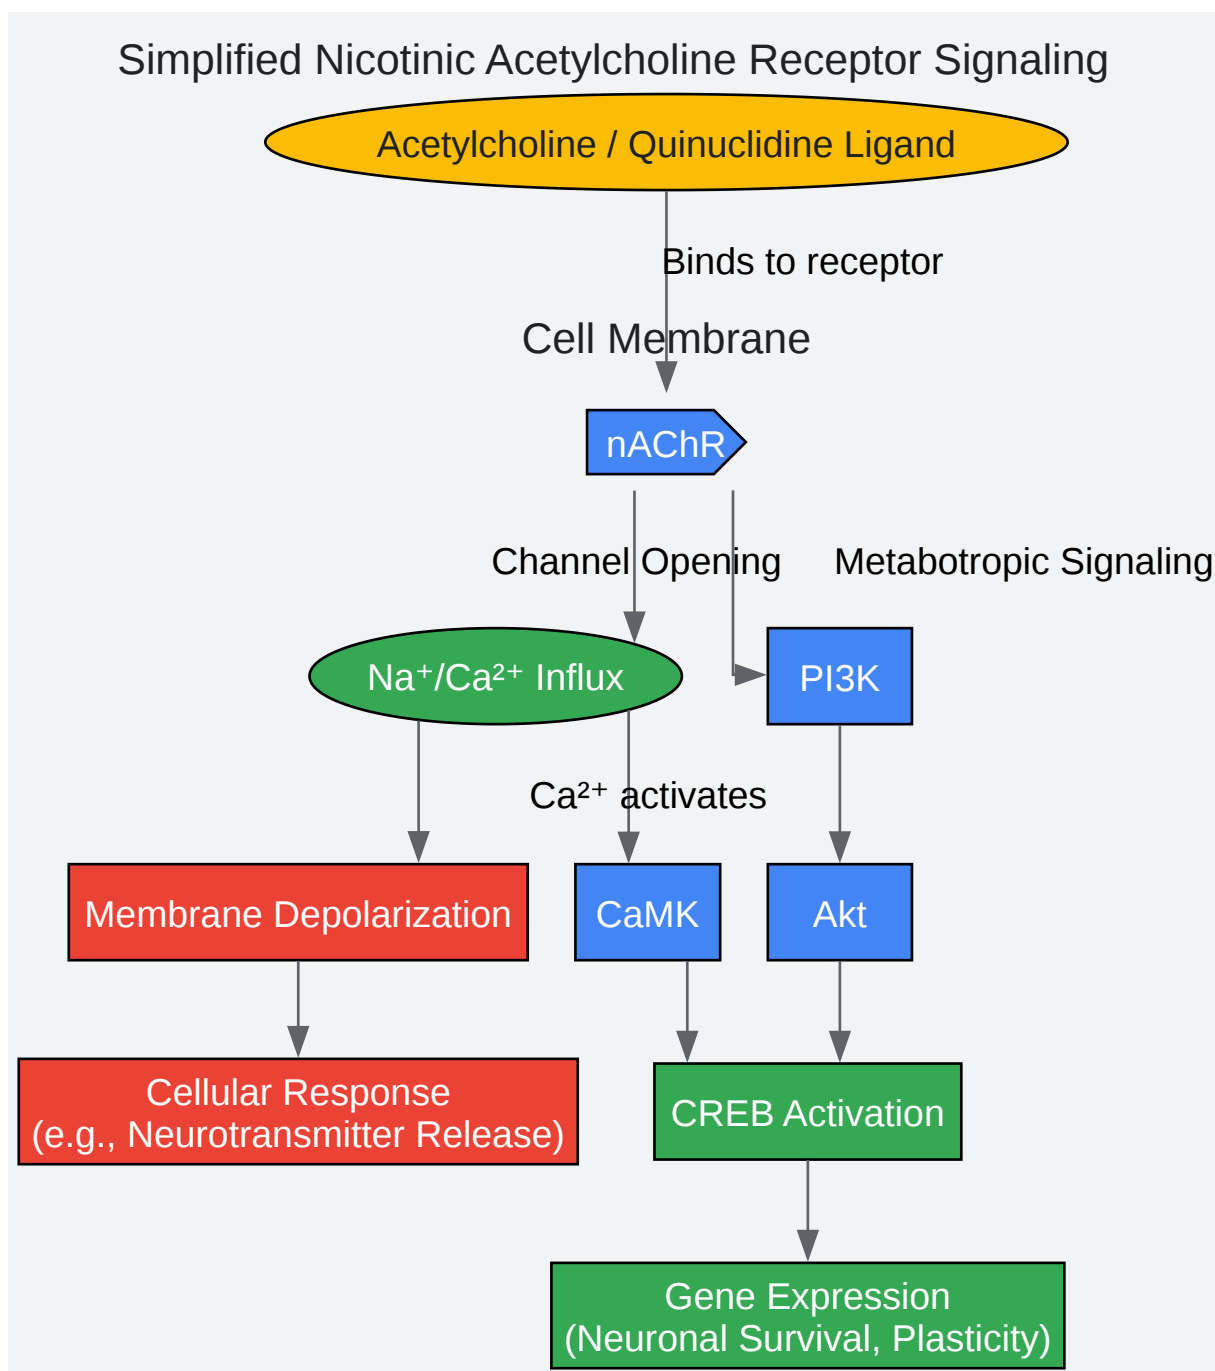 Simplified Nicotinic Acetylcholine Receptor Signaling
Acetylcholine / Quinuclidine Ligand
Binds to receptor
Cell Membrane
nAChR
Channel Opening
Metabotropic Signaling
Na⁺/Ca²⁺ Influx
PI3K
Ca²⁺ activates
Membrane Depolarization
CaMK
Akt
Cellular Response
(e.g., Neurotransmitter Release)
CREB Activation
Gene Expression
(Neuronal Survival, Plasticity)